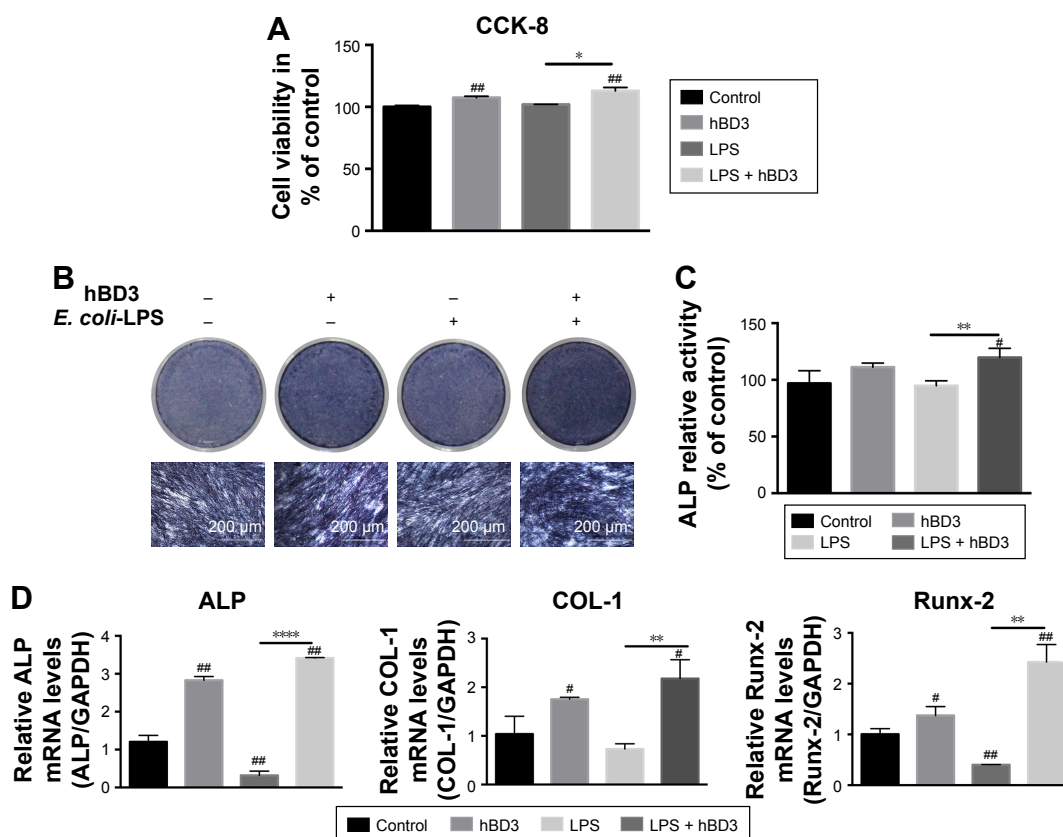 A
CCK-8
Cell viability in
% of control
150
100
50
0
##
*
##
Control
hBD3
LPS
LPS + hBD3
B
hBD3
– + – +
E. coli-LPS
– – + +
200 µm
200 µm
200 µm
200 µm
C
ALP relative activity
(% of control)
150
100
50
0
**
#
Control
hBD3
LPS
LPS + hBD3
D
ALP
Relative ALP
mRNA levels
(ALP/GAPDH)
4
3
2
1
0
##
##
****
##
COL-1
Relative COL-1
mRNA levels
(COL-1/GAPDH)
3
2
1
0
#
**
#
Runx-2
Relative Runx-2
mRNA levels
(Runx-2/GAPDH)
3
2
1
0
#
##
**
##
Control
hBD3
LPS
LPS + hBD3